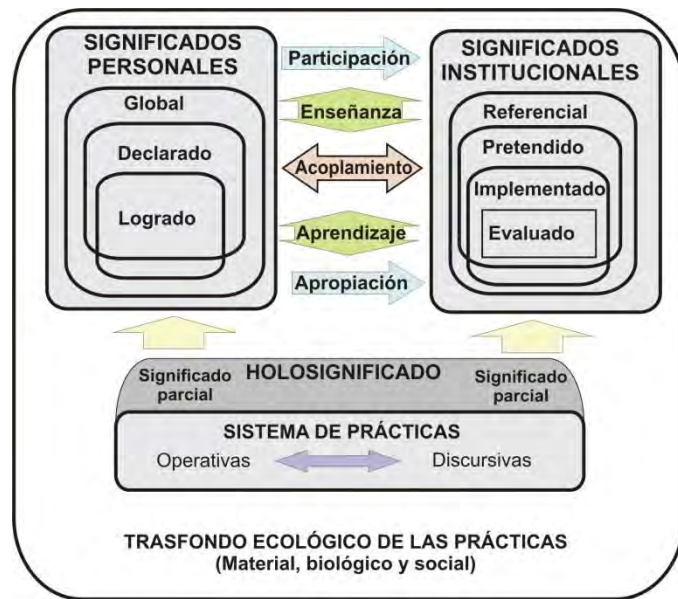 SIGNIFICADOS
PERSONALES
Global
Declarado
Logrado
Participación
Enseñanza
Acoplamiento
Aprendizaje
Apropiación
SIGNIFICADOS
INSTITUCIONALES
Referencial
Pretendido
Implementado
Evaluado
HOLOSIGNIFICADO
Significado
parcial
Significado
parcial
SISTEMA DE PRÁCTICAS
Operativas
Discursivas
TRASFONDO ECOLÓGICO DE LAS PRÁCTICAS
(Material, biológico y social)